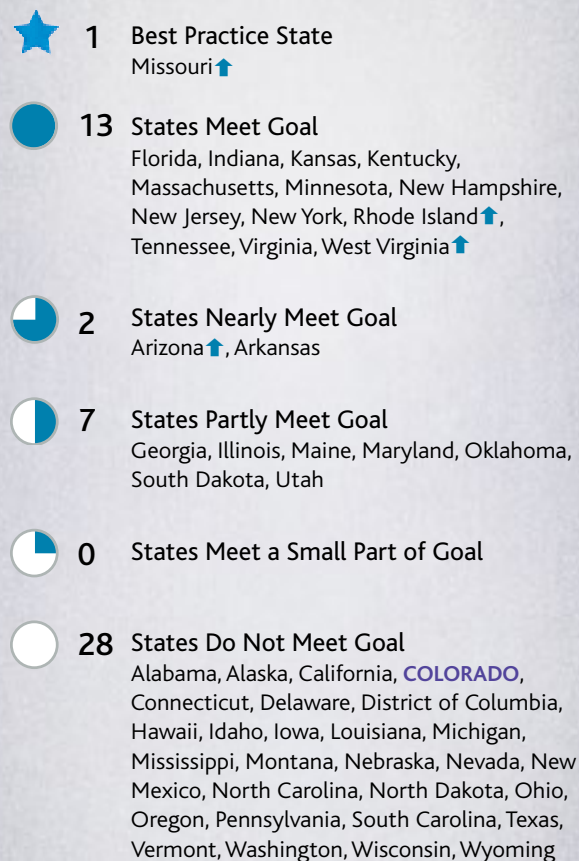 1 Best Practice State
Missouri⬆
13 States Meet Goal
Florida, Indiana, Kansas, Kentucky,
Massachusetts, Minnesota, New Hampshire,
New Jersey, New York, Rhode Island⬆,
Tennessee, Virginia, West Virginia⬆
2 States Nearly Meet Goal
Arizona⬆, Arkansas
7 States Partly Meet Goal
Georgia, Illinois, Maine, Maryland, Oklahoma,
South Dakota, Utah
0 States Meet a Small Part of Goal
28 States Do Not Meet Goal
Alabama, Alaska, California, COLORADO,
Connecticut, Delaware, District of Columbia,
Hawaii, Idaho, Iowa, Louisiana, Michigan,
Mississippi, Montana, Nebraska, Nevada, New
Mexico, North Carolina, North Dakota, Ohio,
Oregon, Pennsylvania, South Carolina, Texas,
Vermont, Washington, Wisconsin, Wyoming